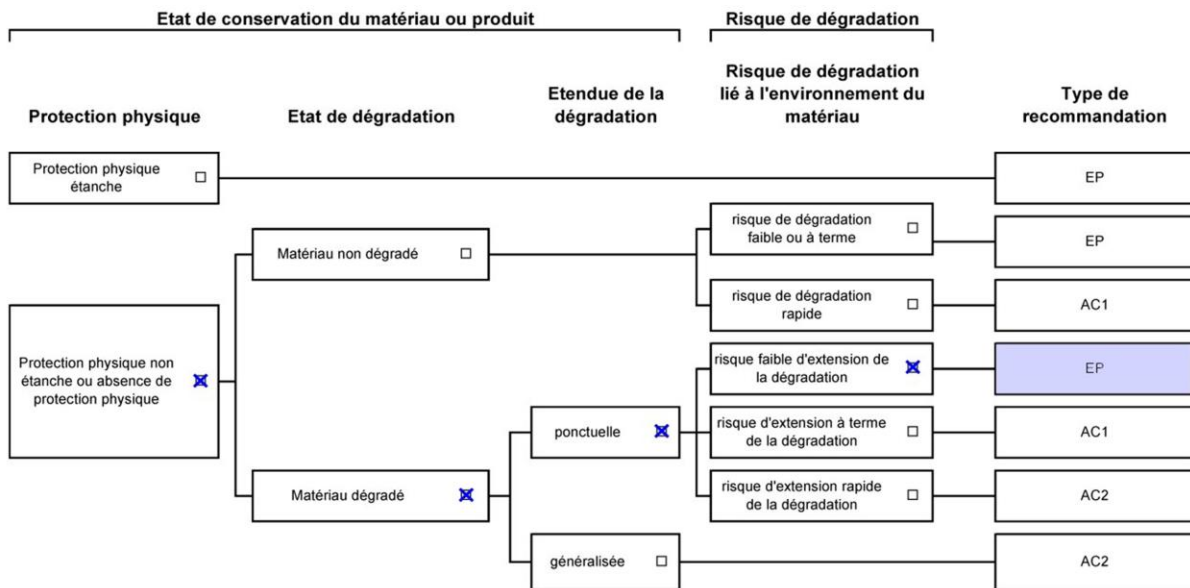 Etat de conservation du matériau ou produit
Risque de dégradation
Protection physique
Etat de dégradation
Etendue de la
dégradation
Risque de dégradation
lié à l'environnement du
matériau
Type de
recommandation
Protection physique
étanche
EP
risque de dégradation
faible ou à terme
EP
Matériau non dégradé
risque de dégradation
rapide
AC1
Protection physique non
étanche ou absence de
protection physique
risque faible d'extension de
la dégradation
EP
ponctuelle
risque d'extension à terme
de la dégradation
AC1
Matériau dégradé
risque d'extension rapide
de la dégradation
AC2
généralisée
AC2